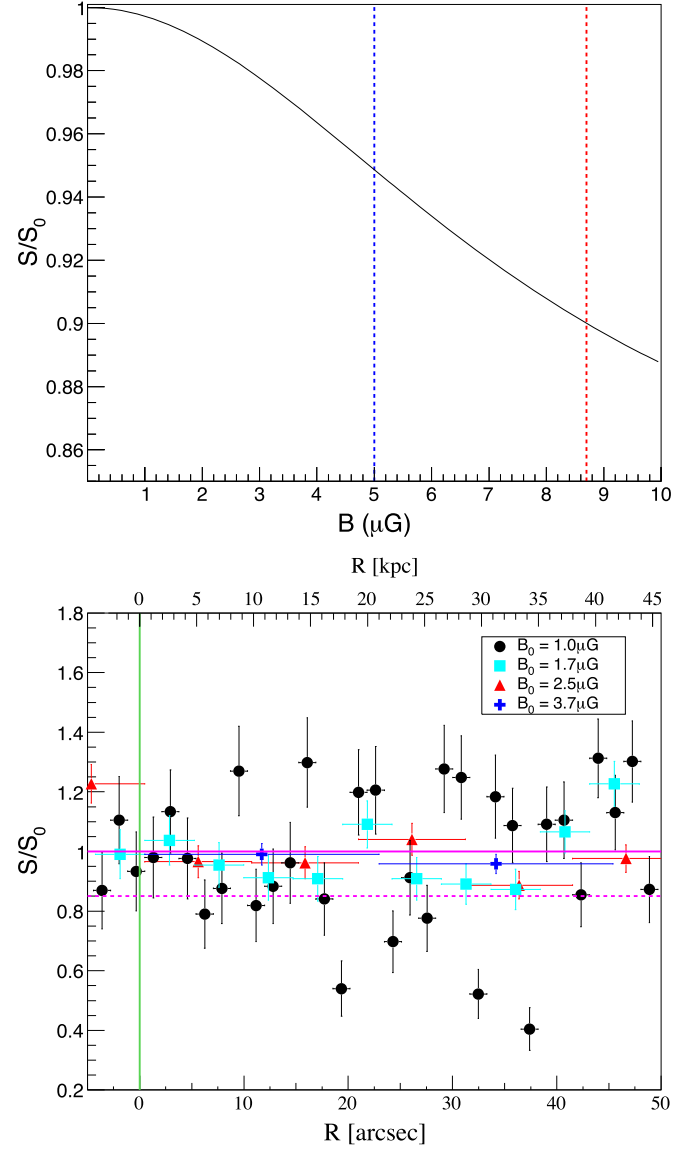 1
0.98
0.96
0.94
0.92
0.9
0.88
0.86
S/S₀
1 2 3 4 5 6 7 8 9 10
B (μG)
R [kpc]
0 5 10 15 20 25 30 35 40 45
1.8
1.6
1.4
1.2
1
0.8
0.6
0.4
0.2
S/S₀
B₀ = 1.0μG
B₀ = 1.7μG
B₀ = 2.5μG
B₀ = 3.7μG
0 10 20 30 40 50
R [arcsec]